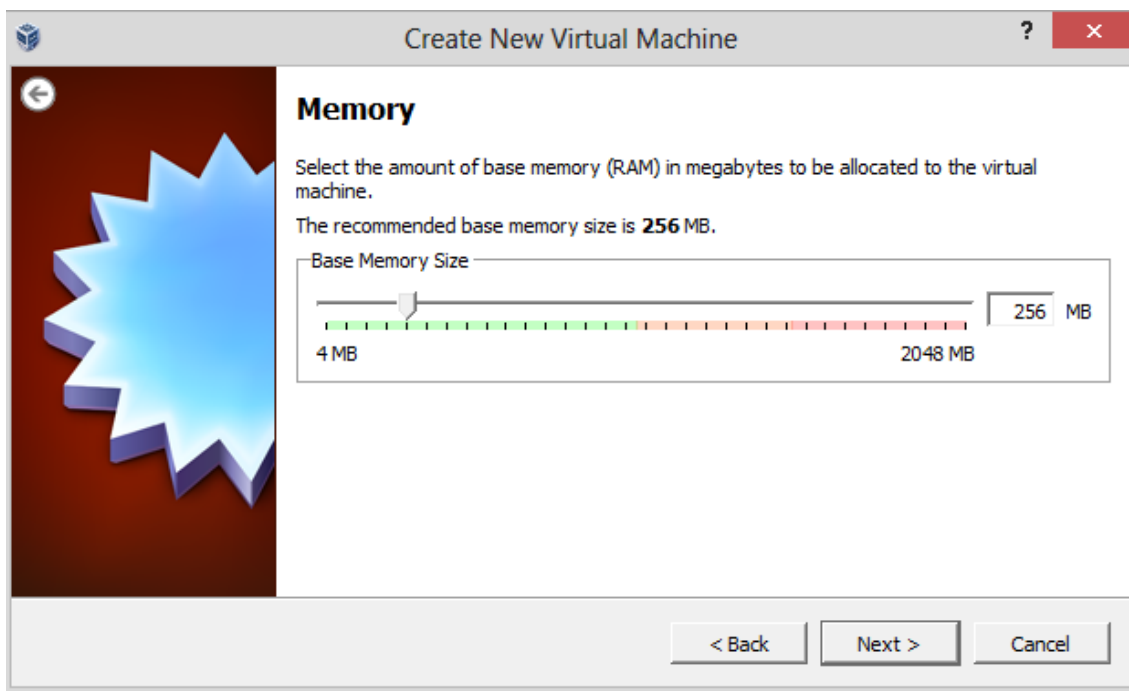 Create New Virtual Machine
?
Memory
Select the amount of base memory (RAM) in megabytes to be allocated to the virtual
machine.
The recommended base memory size is 256 MB.
Base Memory Size
256 MB
4 MB 2048 MB
< Back Next > Cancel